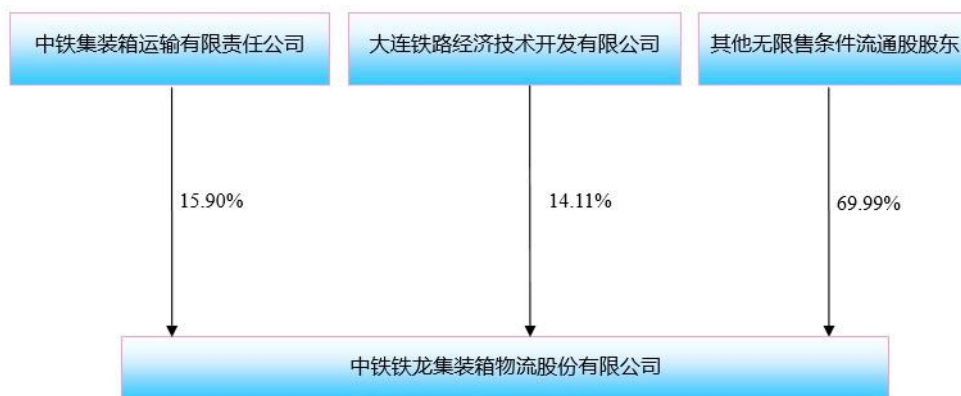 中铁集装箱运输有限责任公司
大连铁路经济技术开发有限公司
其他无限售条件流通股股东
15.90%
14.11%
69.99%
中铁铁龙集装箱物流股份有限公司